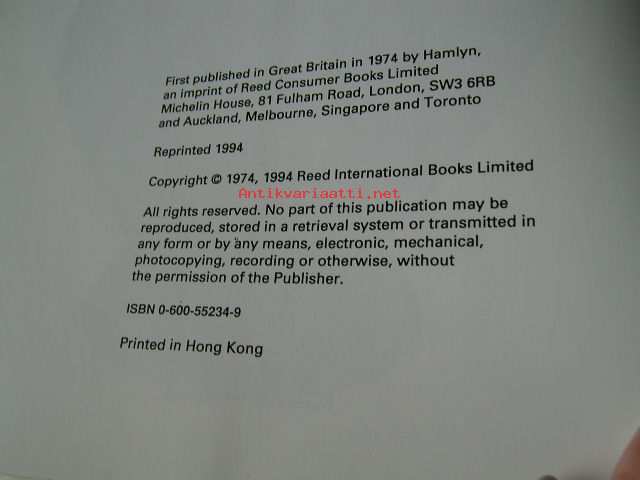 First published in Great Britain in 1974 by Hamlyn,
an imprint of Reed Consumer Books Limited
Michelin House, 81 Fulham Road, London, SW3 6RB
and Auckland, Melbourne, Singapore and Toronto
Reprinted 1994
Copyright © 1974, 1994 Reed International Books Limited
Antikvariaatti.net
All rights reserved. No part of this publication may be
reproduced, stored in a retrieval system or transmitted in
any form or by any means, electronic, mechanical,
photocopying, recording or otherwise, without
the permission of the Publisher.
ISBN 0-600-55234-9
Printed in Hong Kong